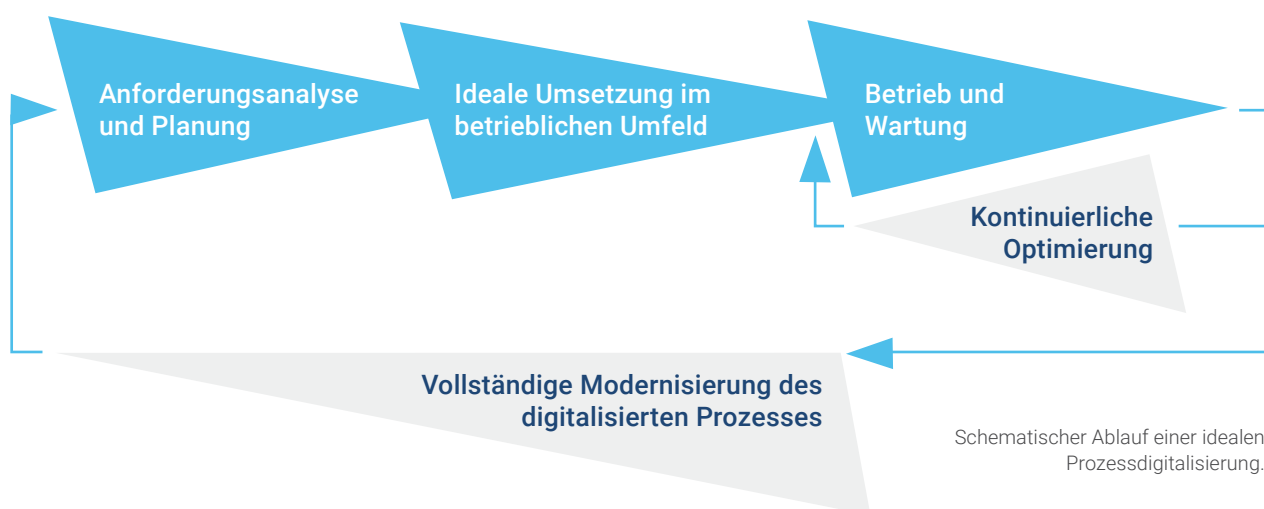 Anforderungsanalyse
und Planung
Ideale Umsetzung im
betrieblichen Umfeld
Betrieb und
Wartung
Kontinuierliche
Optimierung
Vollständige Modernisierung des
digitalisierten Prozesses
Schematischer Ablauf einer idealen
Prozessdigitalisierung.